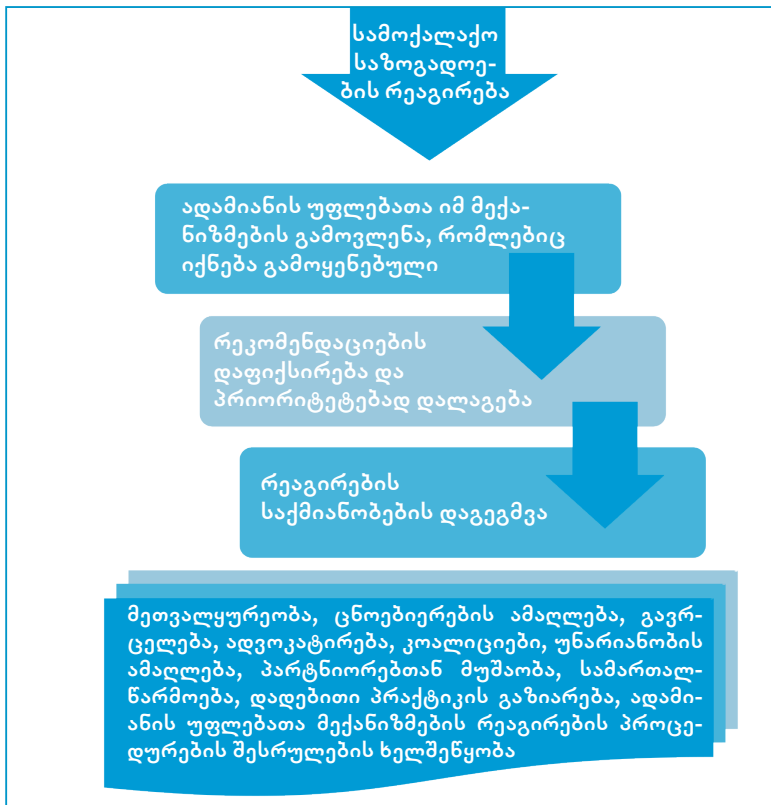 სამოქალაქო
საზოგადოე-
ბის რეაგირება
ადამიანის უფლებათა იმ მექა-
ნიზმების გამოვლენა, რომლებიც
იქნება გამოყენებული
რეკომენდაციების
დაფიქსირება და
პრიორიტეტებად დალაგება
რეაგირების
საქმიანობების დაგეგმვა
მეთვალყურეობა, ცნობიერების ამაღლება, გავრ-
ცელება, ადვოკატირება, კოალიციები, უნარიანობის
ამაღლება, პარტნიორებთან მუშაობა, სამართალ-
წარმოება, დადებითი პრაქტიკის გაზიარება, ადამი-
ანის უფლებათა მექანიზმების რეაგირების პროცე-
დურების შესრულების ხელშეწყობა